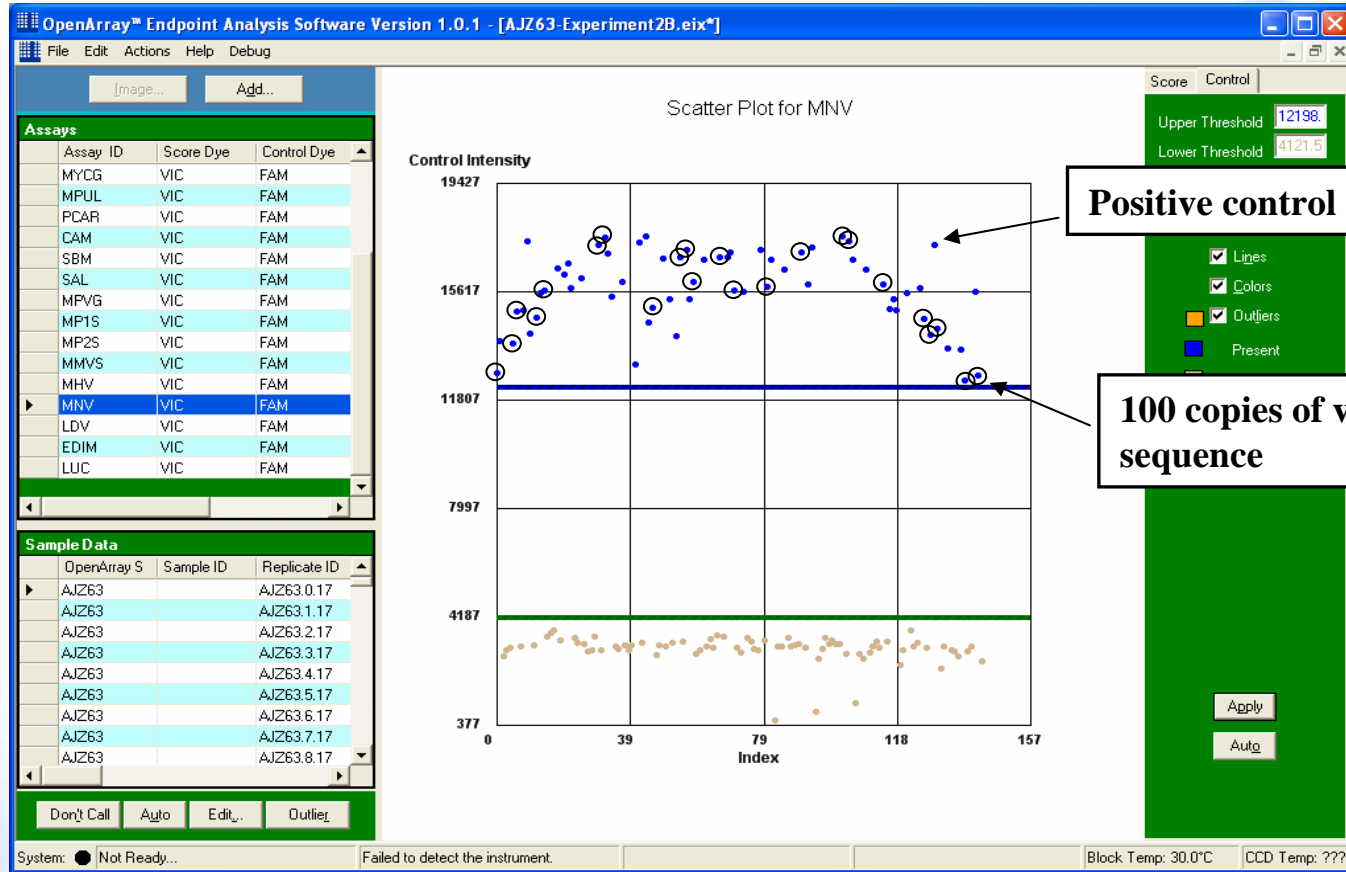 OpenArray™ Endpoint Analysis Software Version 1.0.1 - [AJZ63-Experiment2B.eix*]
File Edit Actions Help Debug
Image... Add...
Assays
Assay ID Score Dye Control Dye
MYCG VIC FAM
MPUL VIC FAM
PCAR VIC FAM
CAM VIC FAM
SBM VIC FAM
SAL VIC FAM
MPVG VIC FAM
MP1S VIC FAM
MP2S VIC FAM
MMVS VIC FAM
MHV VIC FAM
MNV VIC FAM
LDV VIC FAM
EDIM VIC FAM
LUC VIC FAM
Sample Data
OpenArray S Sample ID Replicate ID
AJZ63 AJZ63.0.17
AJZ63 AJZ63.1.17
AJZ63 AJZ63.2.17
AJZ63 AJZ63.3.17
AJZ63 AJZ63.4.17
AJZ63 AJZ63.5.17
AJZ63 AJZ63.6.17
AJZ63 AJZ63.7.17
AJZ63 AJZ63.8.17
Don't Call Auto Edit... Outlier
Scatter Plot for MNV
Control Intensity
19427
15617
11807
7997
4187
377
0 39 79 118 157
Index
Score Control
Upper Threshold 12198.
Lower Threshold 4121.5
Positive control
Lines
Colors
Outliers
Present
100 copies of v
sequence
Apply
Auto
System: Not Ready... Failed to detect the instrument. Block Temp: 30.0°C CCD Temp: ???